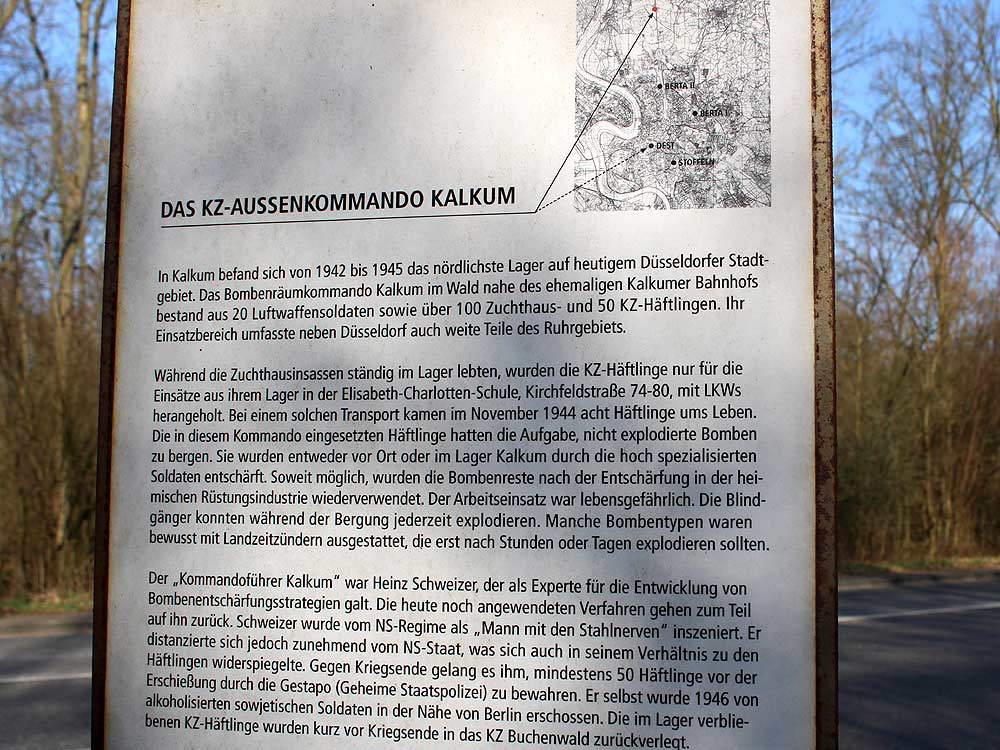 BERTA II
BERTA I
DEST
STOFFELN
DAS KZ-AUSSENKOMMANDO KALKUM
In Kalkum befand sich von 1942 bis 1945 das nördlichste Lager auf heutigem Düsseldorfer Stadt-
gebiet. Das Bombenräumkommando Kalkum im Wald nahe des ehemaligen Kalkumer Bahnhofs
bestand aus 20 Luftwaffensoldaten sowie über 100 Zuchthaus- und 50 KZ-Häftlingen. Ihr
Einsatzbereich umfasste neben Düsseldorf auch weite Teile des Ruhrgebiets.
Während die Zuchthausinsassen ständig im Lager lebten, wurden die KZ-Häftlinge nur für die
Einsätze aus ihrem Lager in der Elisabeth-Charlotten-Schule, Kirchfeldstraße 74-80, mit LKWs
herangeholt. Bei einem solchen Transport kamen im November 1944 acht Häftlinge ums Leben.
Die in diesem Kommando eingesetzten Häftlinge hatten die Aufgabe, nicht explodierte Bomben
zu bergen. Sie wurden entweder vor Ort oder im Lager Kalkum durch die hoch spezialisierten
Soldaten entschärft. Soweit möglich, wurden die Bombenreste nach der Entschärfung in der hei-
mischen Rüstungsindustrie wiederverwendet. Der Arbeitseinsatz war lebensgefährlich. Die Blind-
gänger konnten während der Bergung jederzeit explodieren. Manche Bombentypen waren
bewusst mit Landzeitzündern ausgestattet, die erst nach Stunden oder Tagen explodieren sollten.
Der „Kommandoführer Kalkum“ war Heinz Schweizer, der als Experte für die Entwicklung von
Bombenentschärfungsstrategien galt. Die heute noch angewendeten Verfahren gehen zum Teil
auf ihn zurück. Schweizer wurde vom NS-Regime als „Mann mit den Stahlnerven“ inszeniert. Er
distanzierte sich jedoch zunehmend vom NS-Staat, was sich auch in seinem Verhältnis zu den
Häftlingen widerspiegelte. Gegen Kriegsende gelang es ihm, mindestens 50 Häftlinge vor der
Erschießung durch die Gestapo (Geheime Staatspolizei) zu bewahren. Er selbst wurde 1946 von
alkoholisierten sowjetischen Soldaten in der Nähe von Berlin erschossen. Die im Lager verblie-
benen KZ-Häftlinge wurden kurz vor Kriegsende in das KZ Buchenwald zurückverlegt.